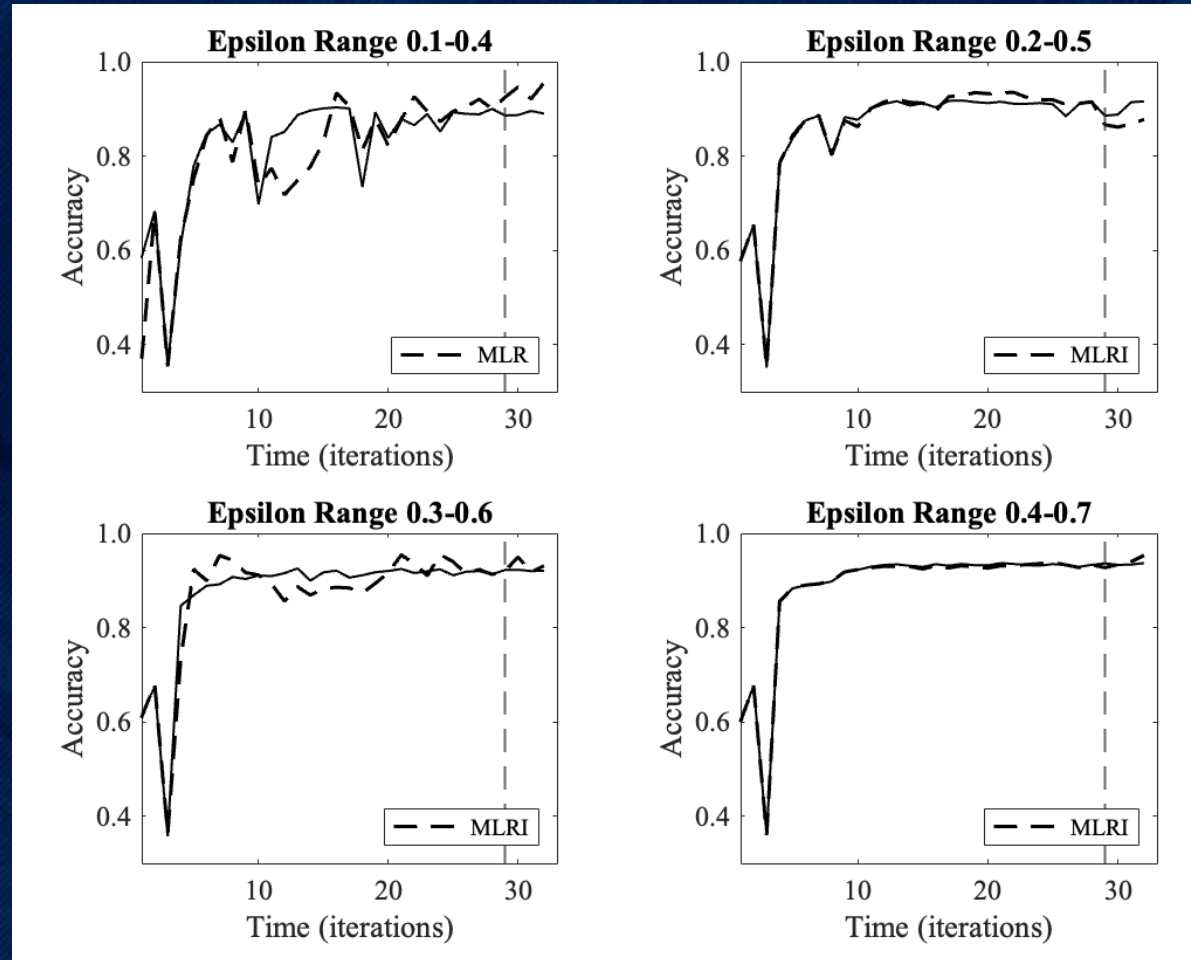 Epsilon Range 0.1-0.4
1.0
0.8
0.6
0.4
Accuracy
MLR
10
20
30
Time (iterations)
Epsilon Range 0.2-0.5
1.0
0.8
0.6
0.4
Accuracy
MLRI
10
20
30
Time (iterations)
Epsilon Range 0.3-0.6
1.0
0.8
0.6
0.4
Accuracy
MLRI
10
20
30
Time (iterations)
Epsilon Range 0.4-0.7
1.0
0.8
0.6
0.4
Accuracy
MLRI
10
20
30
Time (iterations)